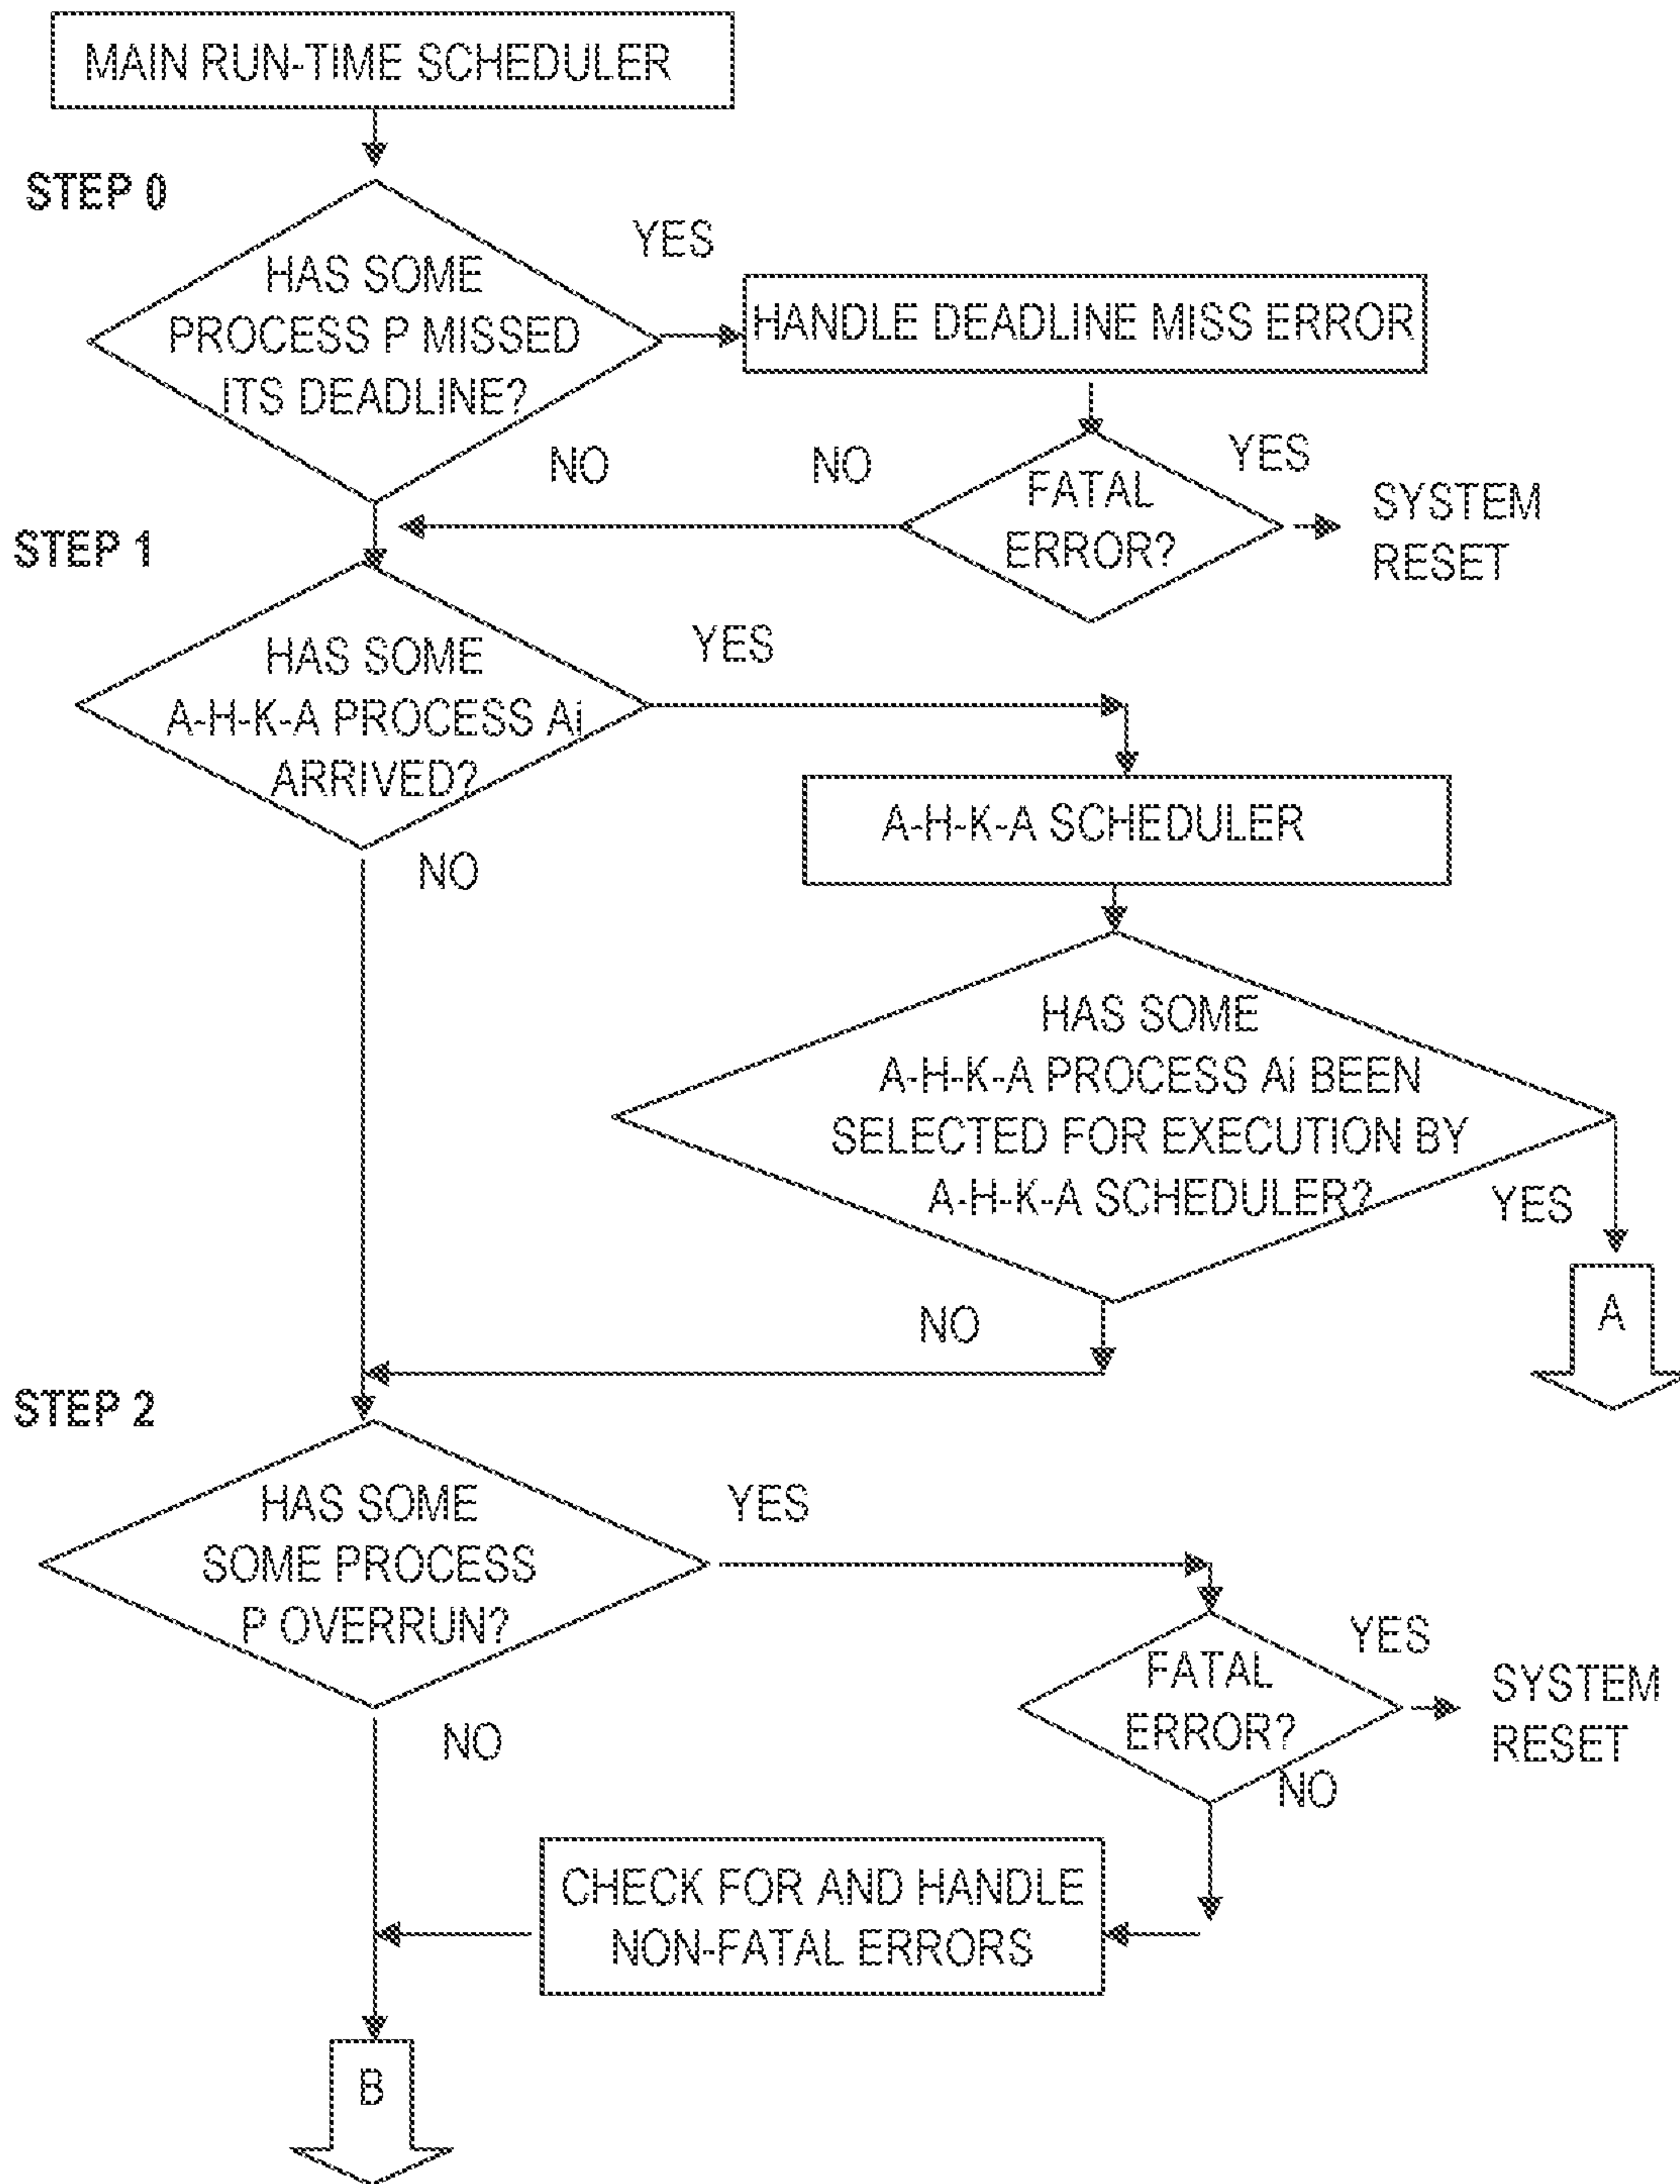 MAIN RUN-TIME SCHEDULER
STEP 0
HAS SOME
PROCESS P MISSED
ITS DEADLINE?
YES
HANDLE DEADLINE MISS ERROR
NO
NO
FATAL
ERROR?
YES
SYSTEM
RESET
STEP 1
HAS SOME
A-H-K-A PROCESS Ai
ARRIVED?
YES
NO
A-H-K-A SCHEDULER
HAS SOME
A-H-K-A PROCESS Ai BEEN
SELECTED FOR EXECUTION BY
A-H-K-A SCHEDULER?
YES
A
NO
STEP 2
HAS SOME
SOME PROCESS
P OVERRUN?
YES
FATAL
ERROR?
YES
SYSTEM
RESET
NO
NO
CHECK FOR AND HANDLE
NON-FATAL ERRORS
B